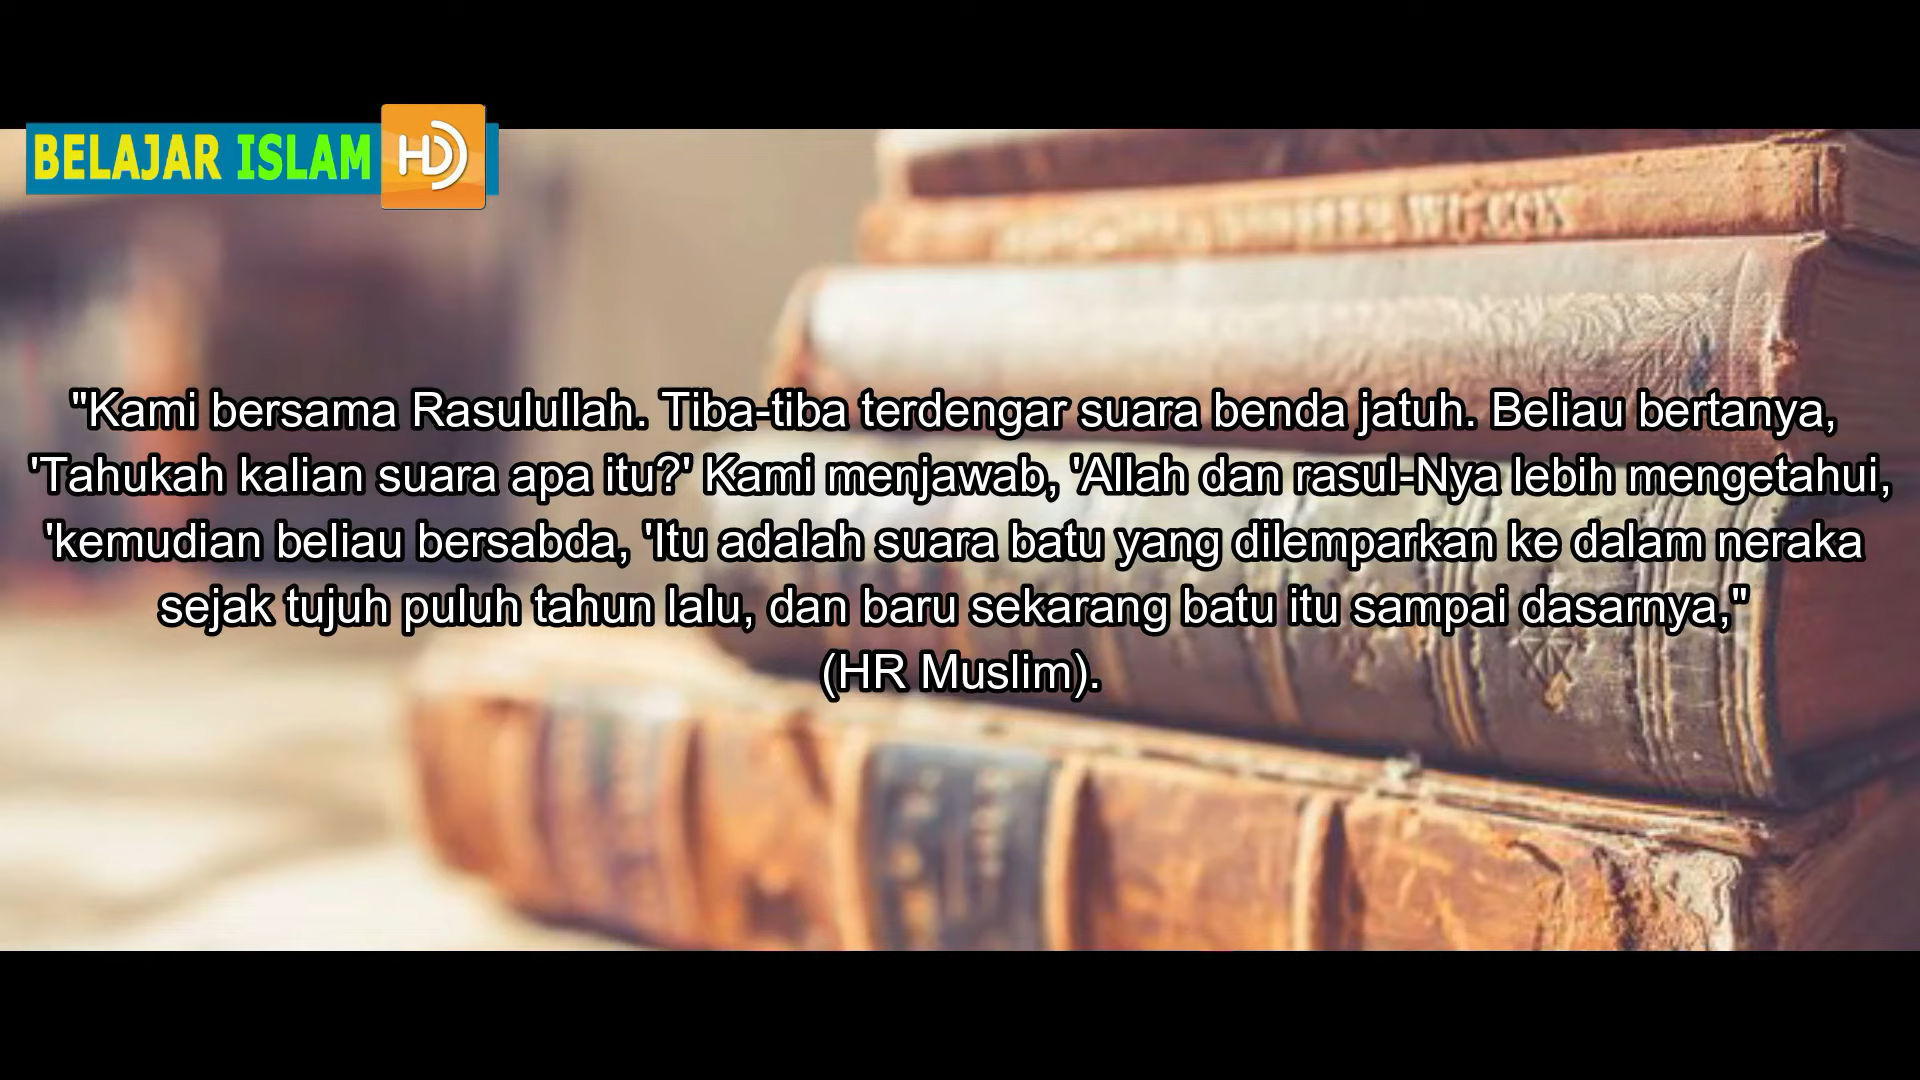 BELAJAR ISLAM HD
"Kami bersama Rasulullah. Tiba-tiba terdengar suara benda jatuh. Beliau bertanya,
'Tahukah kalian suara apa itu?' Kami menjawab, 'Allah dan rasul-Nya lebih mengetahui,
'kemudian beliau bersabda, 'Itu adalah suara batu yang dilemparkan ke dalam neraka
sejak tujuh puluh tahun lalu, dan baru sekarang batu itu sampai dasarnya,"
(HR Muslim).